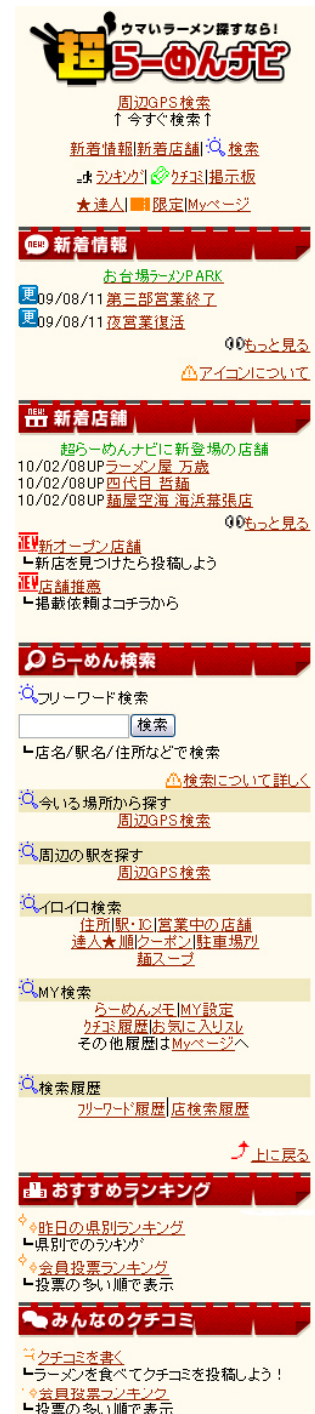 ウマいラーメン探すなら!
超らーめんナビ
周辺GPS検索
↑今すぐ検索↑
新着情報|新着店舗|検索
ﾗﾝｷﾝｸﾞ|ｸﾁｺﾐ|掲示板
★達人|限定|Myページ
NEW! 新着情報
お台場ﾗｰﾒﾝPARK
更09/08/11第三部営業終了
更09/08/11夜営業復活
もっと見る
アイコンについて
NEW! 新着店舗
超らーめんナビに新登場の店舗
10/02/08UPラーメン屋 万歳
10/02/08UP四代目 哲麺
10/02/08UP麺屋空海 海浜幕張店
もっと見る
NEW新オープン店舗
┗新店を見つけたら投稿しよう
NEW店舗推薦
┗掲載依頼はコチラから
らーめん検索
フリーワード検索
検索
┗店名/駅名/住所などで検索
検索について詳しく
今いる場所から探す
周辺GPS検索
周辺の駅を探す
周辺GPS検索
イロイロ検索
住所|駅・IC|営業中の店舗
達人★順|クーポン|駐車場ｱﾘ
麺スープ
MY検索
らーめんメモ|MY設定
ｸﾁｺﾐ履歴|お気に入りｽﾚ
その他履歴はMyページへ
検索履歴
ﾌﾘｰﾜｰﾄﾞ履歴|店検索履歴
上に戻る
おすすめランキング
昨日の県別ランキング
┗県別でのﾗﾝｷﾝｸﾞ
会員投票ランキング
┗投票の多い順で表示
みんなのクチコミ
クチコミを書く
┗ラーメンを食べてクチコミを投稿しよう!
会員投票ランキング
┗投票の多い順で表示